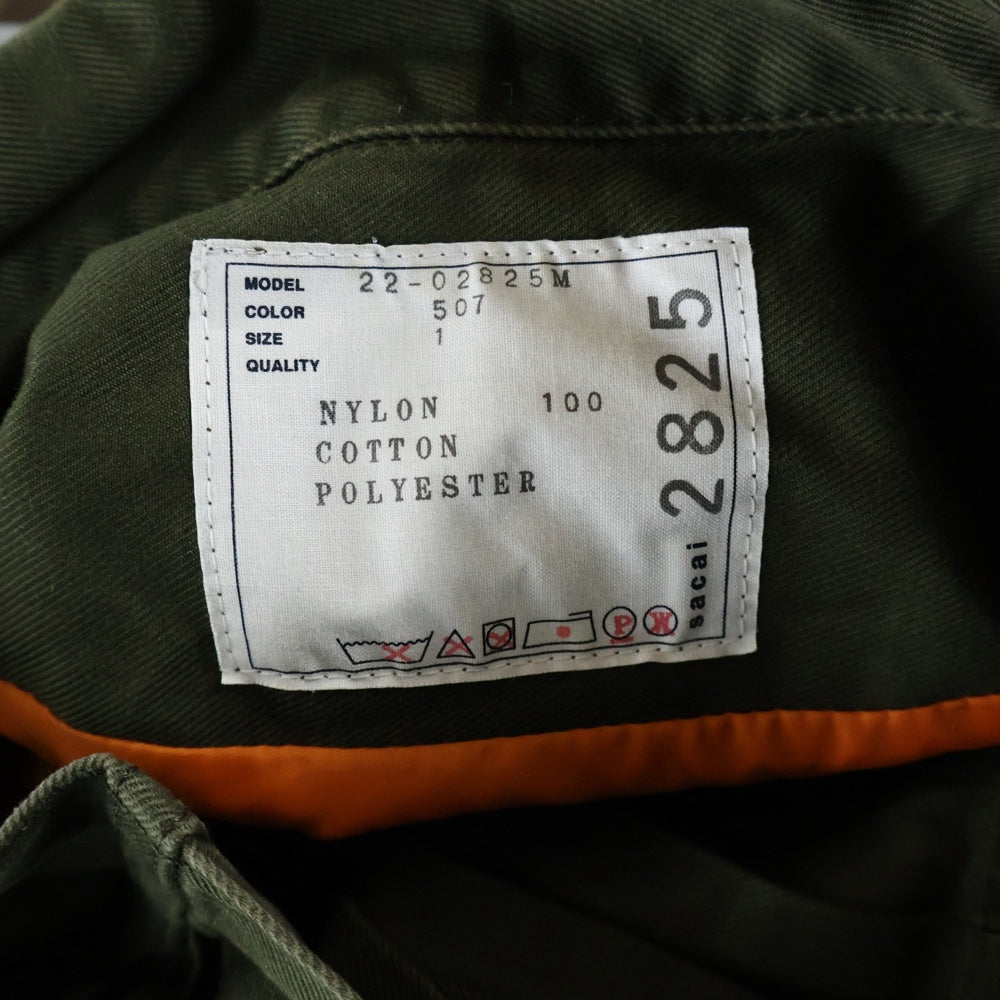 MODEL 22-02825M
COLOR 507
SIZE 1
QUALITY
NYLON 100
COTTON
POLYESTER
sacai 2825
P
W